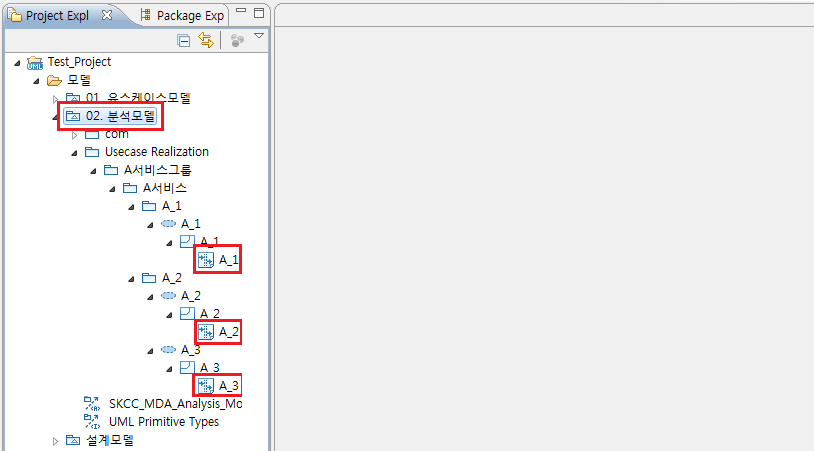 Project Expl Package Exp
Test_Project
모델
01. 유스케이스모델
02. 분석모델
com
Usecase Realization
A서비스그룹
A서비스
A_1
A_1
A_1
A_1
A_2
A_2
A_2
A_2
A_3
A_3
A_3
SKCC_MDA_Analysis_Mo
UML Primitive Types
설계모델